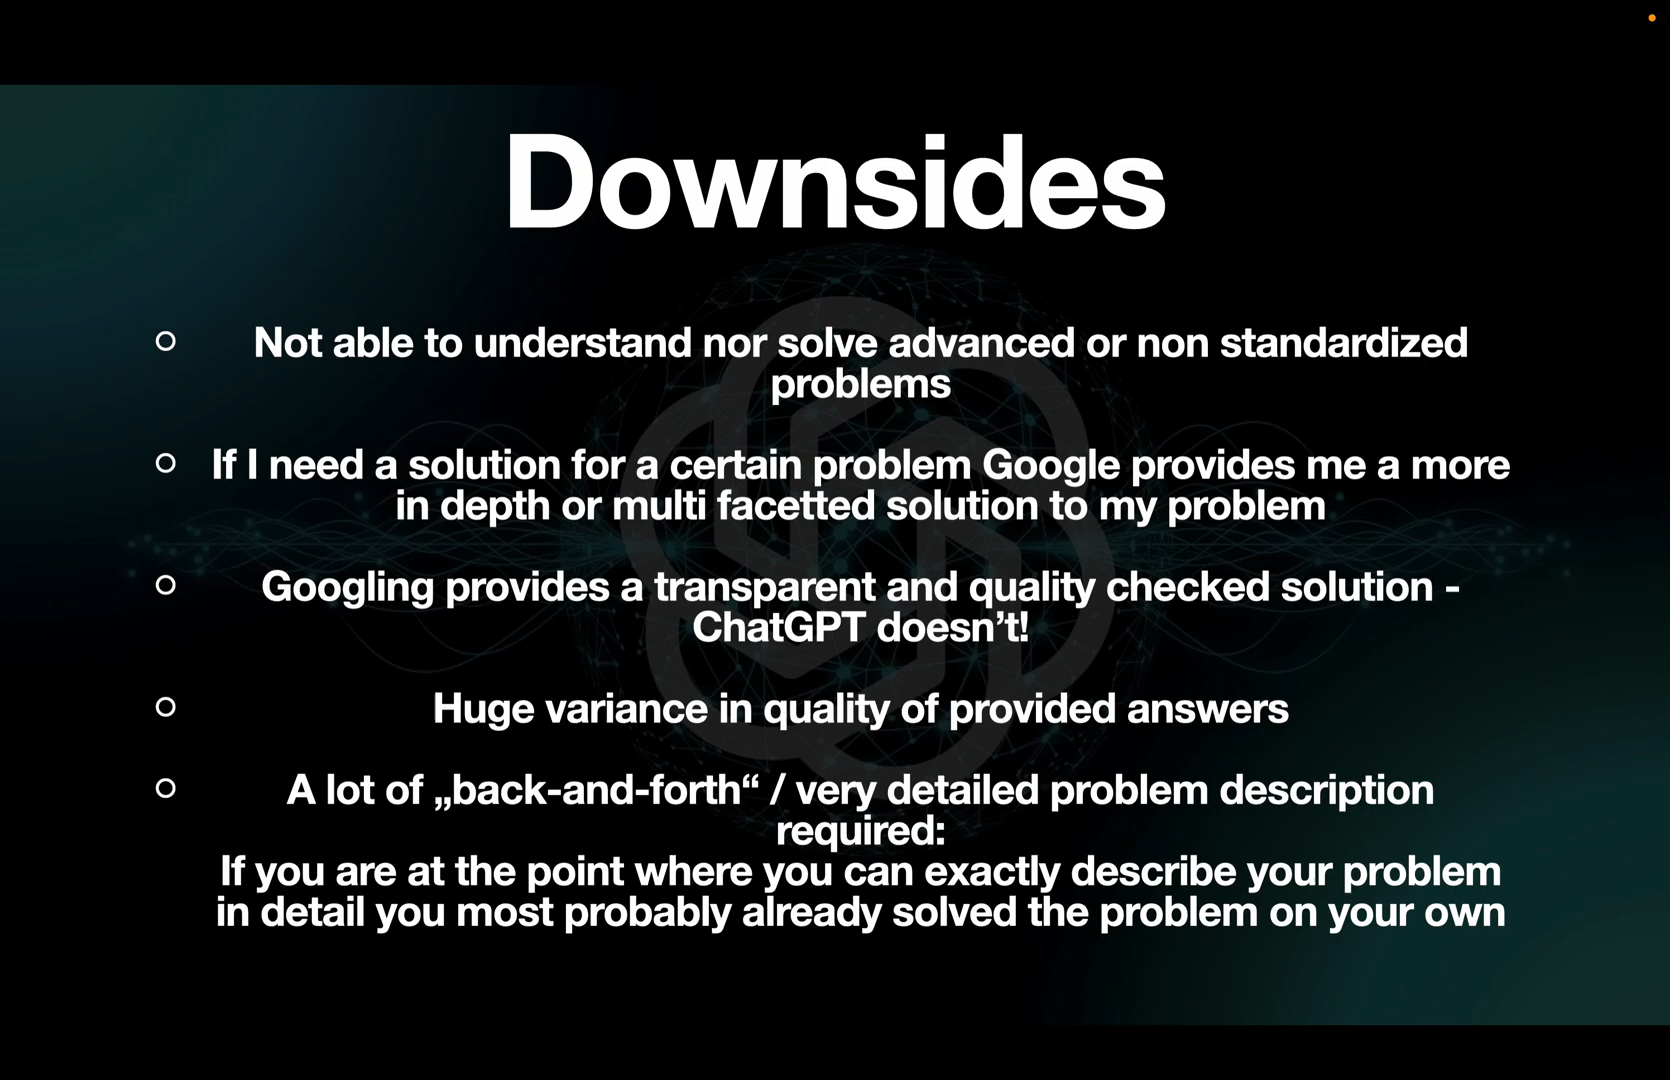 Downsides
Not able to understand nor solve advanced or non standardized
problems
If I need a solution for a certain problem Google provides me a more
in depth or multi facetted solution to my problem
Googling provides a transparent and quality checked solution -
ChatGPT doesn’t!
Huge variance in quality of provided answers
A lot of „back-and-forth“ / very detailed problem description
required:
If you are at the point where you can exactly describe your problem
in detail you most probably already solved the problem on your own